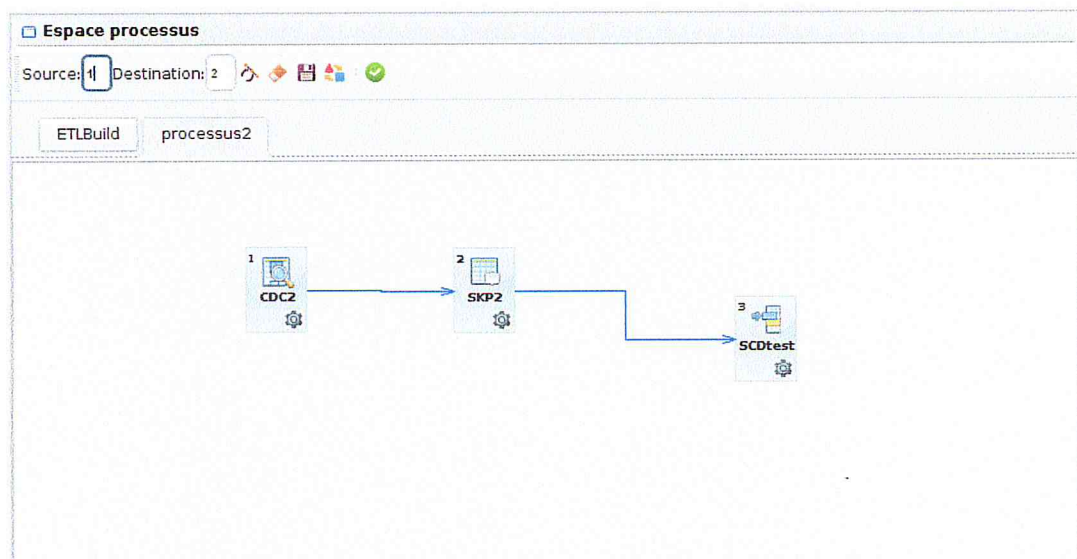 Espace processus
Source: 1 Destination: 2
ETLBuild processus2
1
CDC2
2
SKP2
3
SCDtest